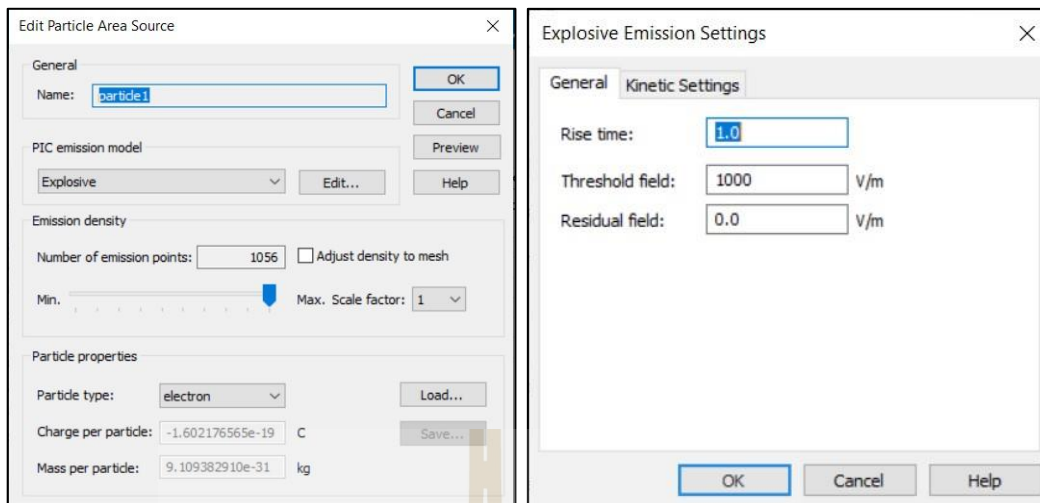 Edit Particle Area Source
General
Name: particle1
OK
Cancel
PIC emission model
Preview
Explosive Edit...
Help
Emission density
Number of emission points: 1056 Adjust density to mesh
Min. Max. Scale factor: 1
Particle properties
Particle type: electron Load...
Charge per particle: -1.602176565e-19 C Save...
Mass per particle: 9.109382910e-31 kg
Explosive Emission Settings
General Kinetic Settings
Rise time: 1.0
Threshold field: 1000 V/m
Residual field: 0.0 V/m
OK Cancel Help